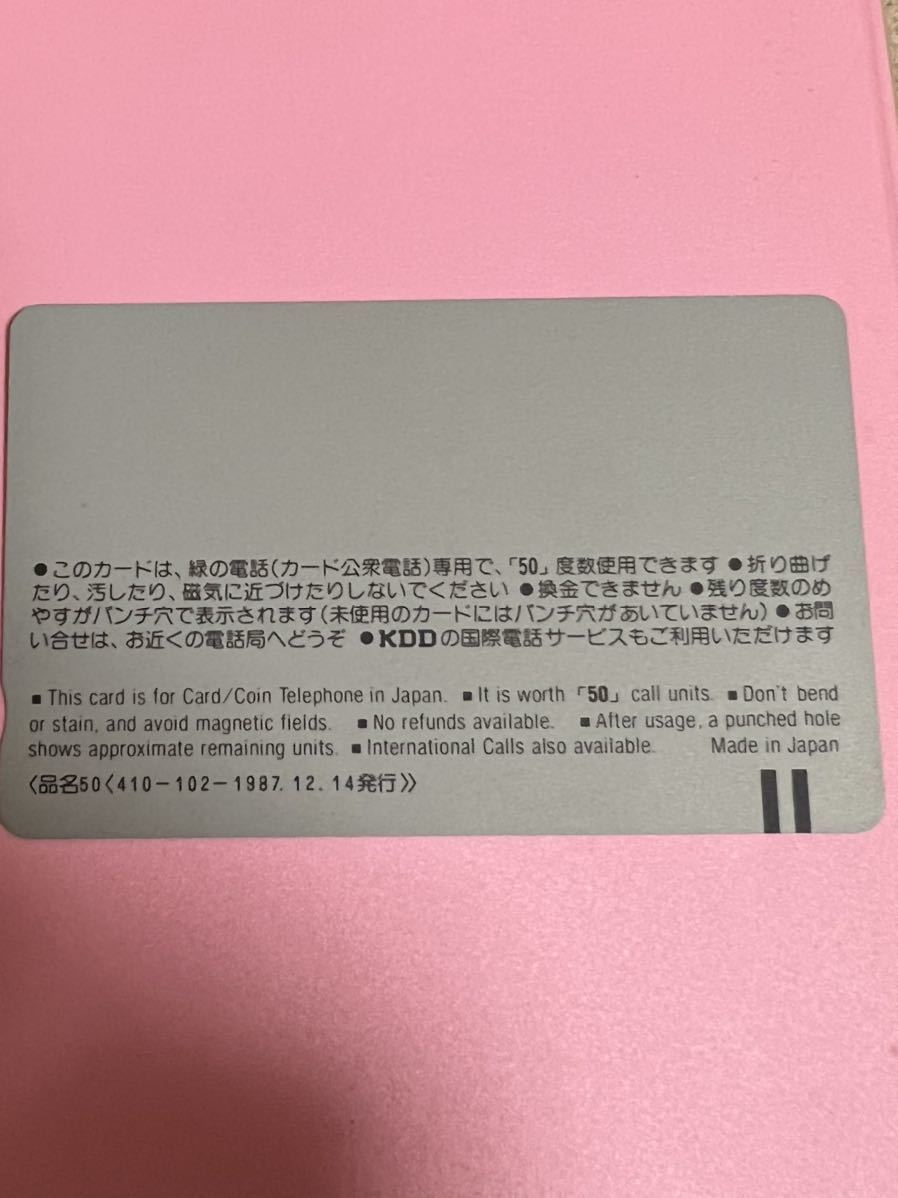 ●このカードは、緑の電話(カード公衆電話)専用で、「50」度数使用できます ●折り曲げ
たり、汚したり、磁気に近づけたりしないでください ●換金できません ●残り度数のめ
やすがパンチ穴で表示されます(未使用のカードにはパンチ穴があいていません) ●お問
い合せは、お近くの電話局へどうぞ ●KDDの国際電話サービスもご利用いただけます
■ This card is for Card/Coin Telephone in Japan. ■ It is worth「50」call units. ■ Don't bend
or stain, and avoid magnetic fields. ■ No refunds available. ■ After usage, a punched hole
shows approximate remaining units. ■ International Calls also available. Made in Japan
〈品名50〈410-102-1987.12.14発行〉〉